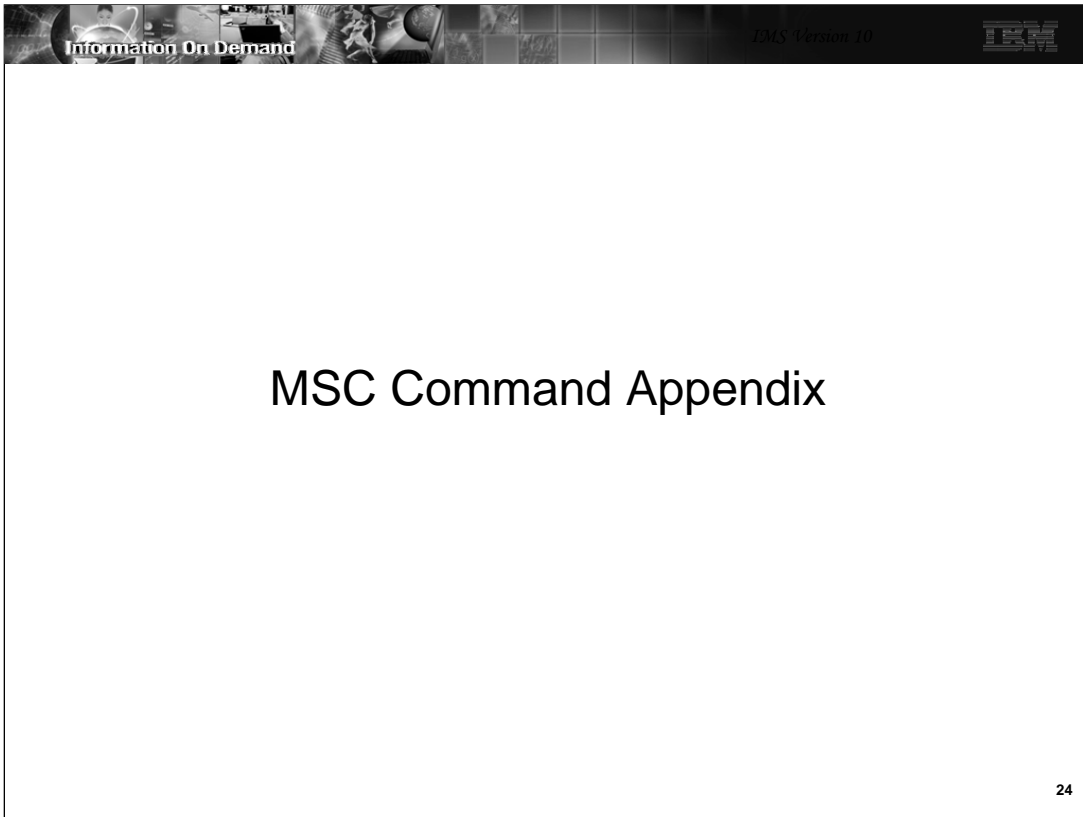 Information On Demand
IMS Version 10
IBM
MSC Command Appendix
24